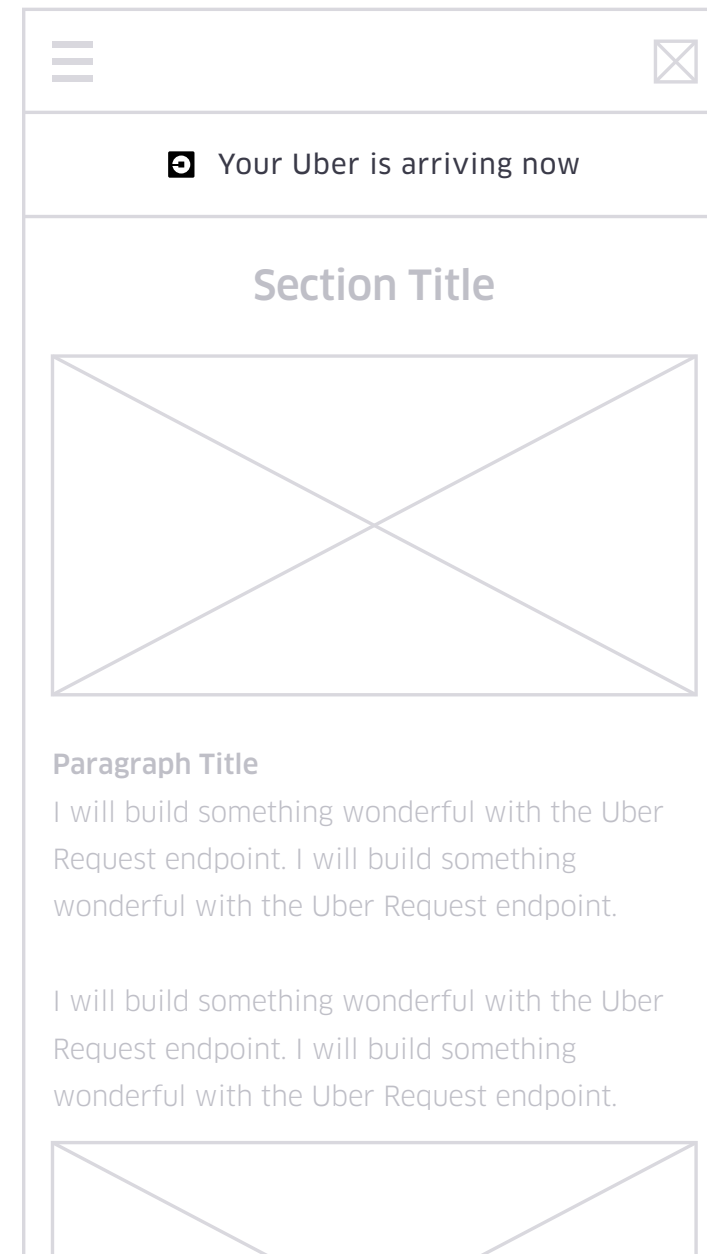 Your Uber is arriving now
Section Title
Paragraph Title
I will build something wonderful with the Uber
Request endpoint. I will build something
wonderful with the Uber Request endpoint.
I will build something wonderful with the Uber
Request endpoint. I will build something
wonderful with the Uber Request endpoint.